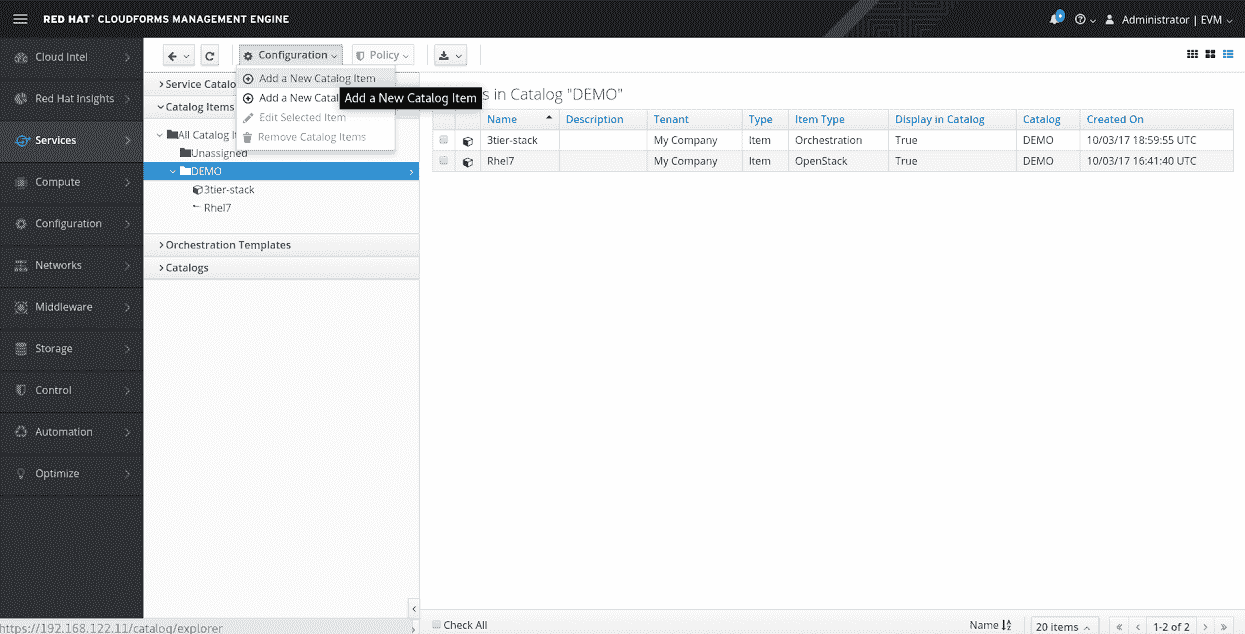 RED HAT® CLOUDFORMS MANAGEMENT ENGINE
Administrator | EVM
Cloud Intel
Red Hat Insights
Services
Compute
Configuration
Networks
Middleware
Storage
Control
Automation
Optimize
Configuration
Policy
Add a New Catalog Item
Add a New Catal
Add a New Catalog Item
Edit Selected Item
Remove Catalog Items
Service Catalo
Catalog Items
All Catalog It
Unassigned
DEMO
3tier-stack
Rhel7
Orchestration Templates
Catalogs
s in Catalog "DEMO"
Name Description Tenant Type Item Type Display in Catalog Catalog Created On
3tier-stack My Company Item Orchestration True DEMO 10/03/17 18:59:55 UTC
Rhel7 My Company Item OpenStack True DEMO 10/03/17 16:41:40 UTC
https://192.168.122.11/catalog/explorer
Check All
Name
20 items
« ‹ 1-2 of 2 › »